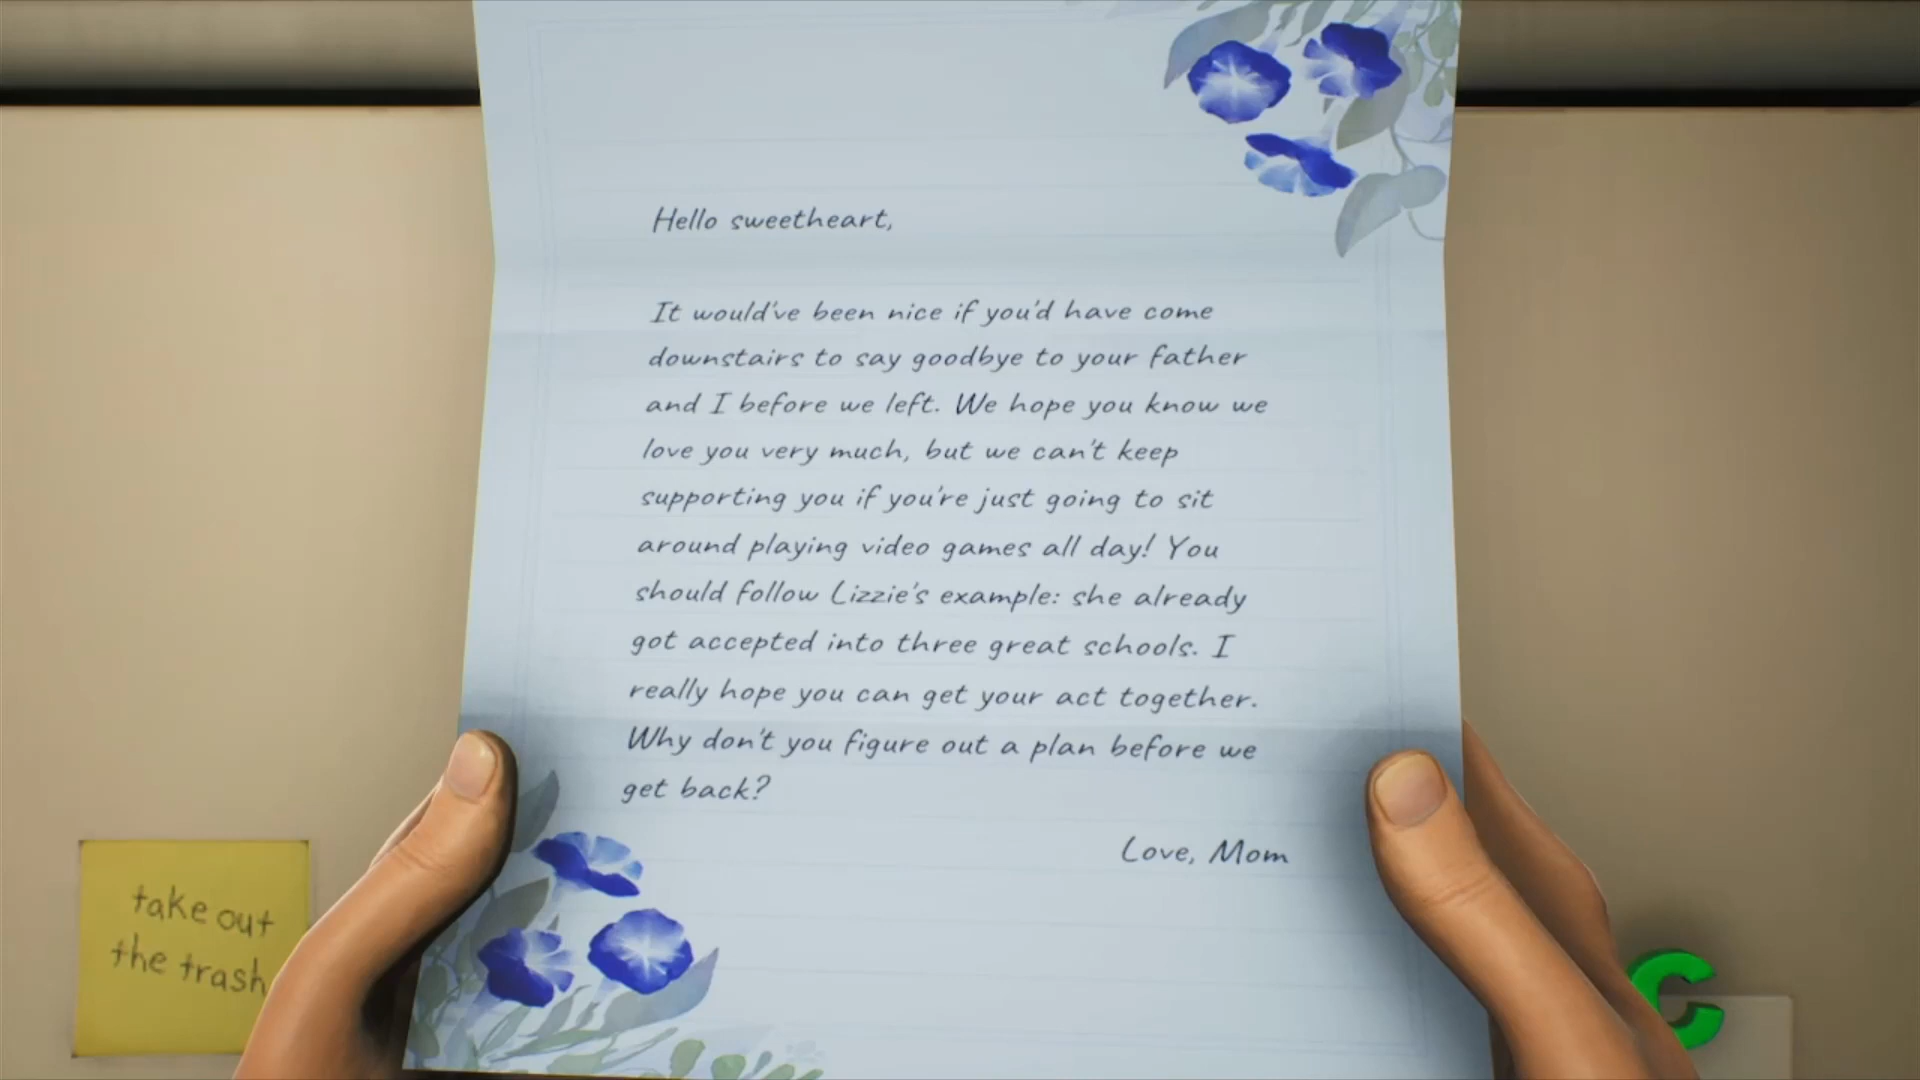 Hello sweetheart,
It would've been nice if you'd have come
downstairs to say goodbye to your father
and I before we left. We hope you know we
love you very much, but we can't keep
supporting you if you're just going to sit
around playing video games all day! You
should follow Lizzie's example: she already
got accepted into three great schools. I
really hope you can get your act together.
Why don't you figure out a plan before we
get back?
Love, Mom
take out
the trash
C